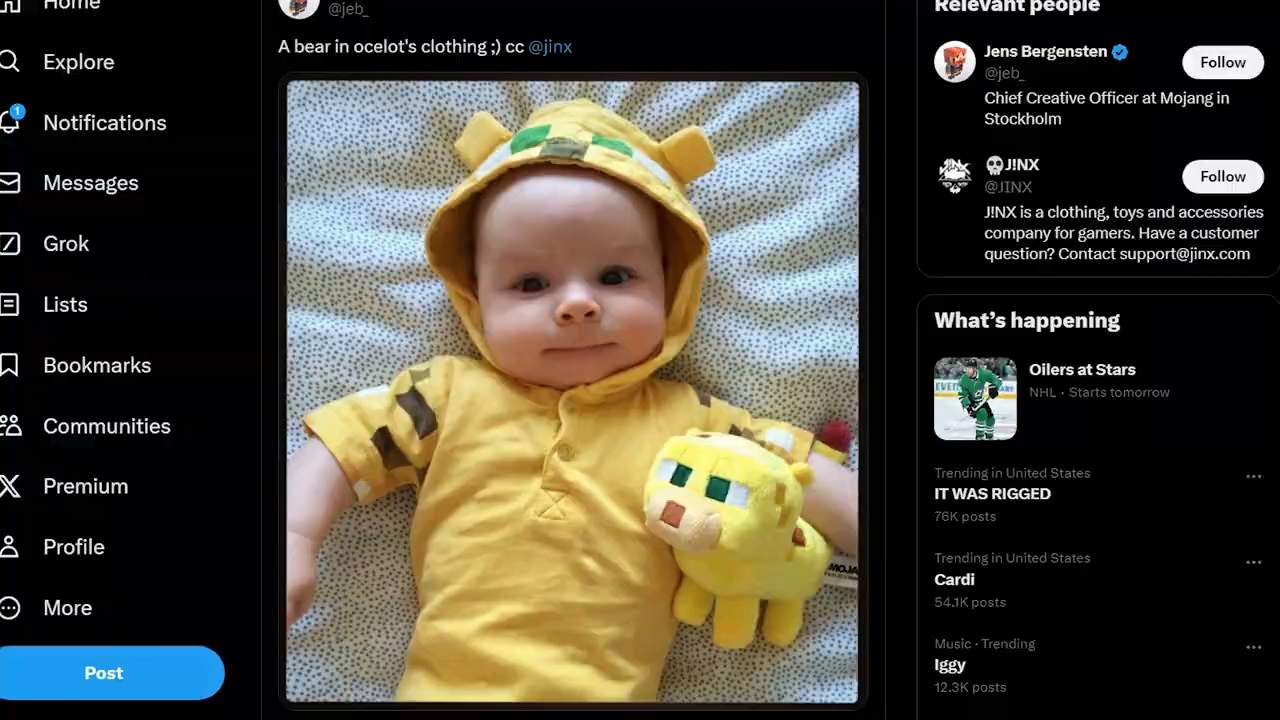 Home
Explore
1
Notifications
Messages
Grok
Lists
Bookmarks
Communities
Premium
Profile
More
Post
@jeb_
A bear in ocelot's clothing ;) cc @jinx
MOJA
Relevant people
Jens Bergensten
@jeb_
Follow
Chief Creative Officer at Mojang in
Stockholm
J!NX
@JINX
Follow
J!NX is a clothing, toys and accessories
company for gamers. Have a customer
question? Contact support@jinx.com
What's happening
Oilers at Stars
NHL · Starts tomorrow
Trending in United States
IT WAS RIGGED
76K posts
Trending in United States
Cardi
54.1K posts
Music · Trending
Iggy
12.3K posts